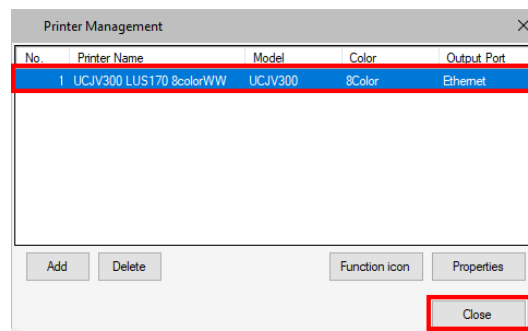 Printer Management
No. Printer Name Model Color Output Port
1 UCJV300 LUS170 8colorWW UCJV300 8Color Ethernet
Add Delete Function icon Properties
Close